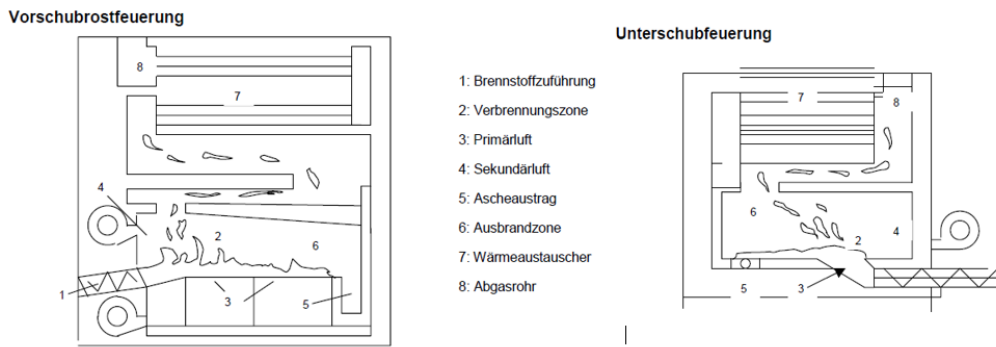 Vorschubrostfeuerung
8
7
4
2
6
1
3
5
1: Brennstoffzuführung
2: Verbrennungszone
3: Primärluft
4: Sekundärluft
5: Ascheaustrag
6: Ausbrandzone
7: Wärmeaustauscher
8: Abgasrohr
Unterschubfeuerung
7
8
6
2
4
5
3